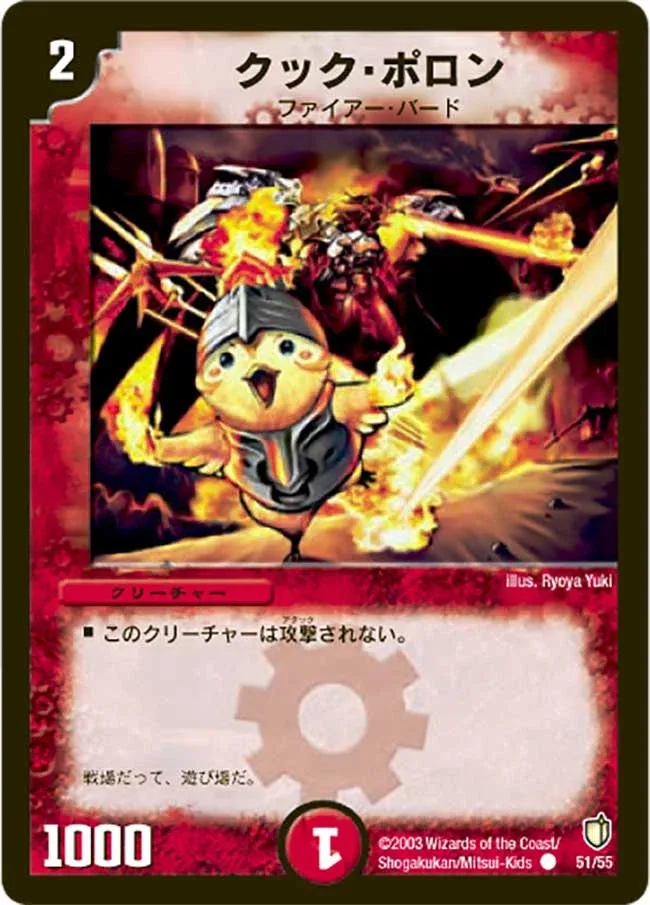 2
クック・ポロン
ファイアー・バード
illus. Ryoya Yuki
クリーチャー
■ このクリーチャーは攻撃されない。
アタック
戦場だって、遊び場だ。
1000
1
©2003 Wizards of the Coast/
Shogakukan/Mitsui-Kids
51/55